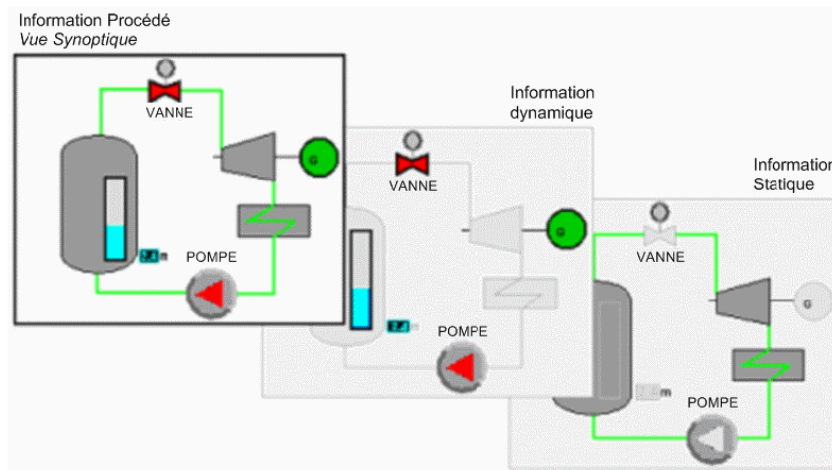 Information Procédé
Vue Synoptique
VANNE
G
POMPE
Information
dynamique
VANNE
G
POMPE
Information
Statique
VANNE
G
m
POMPE